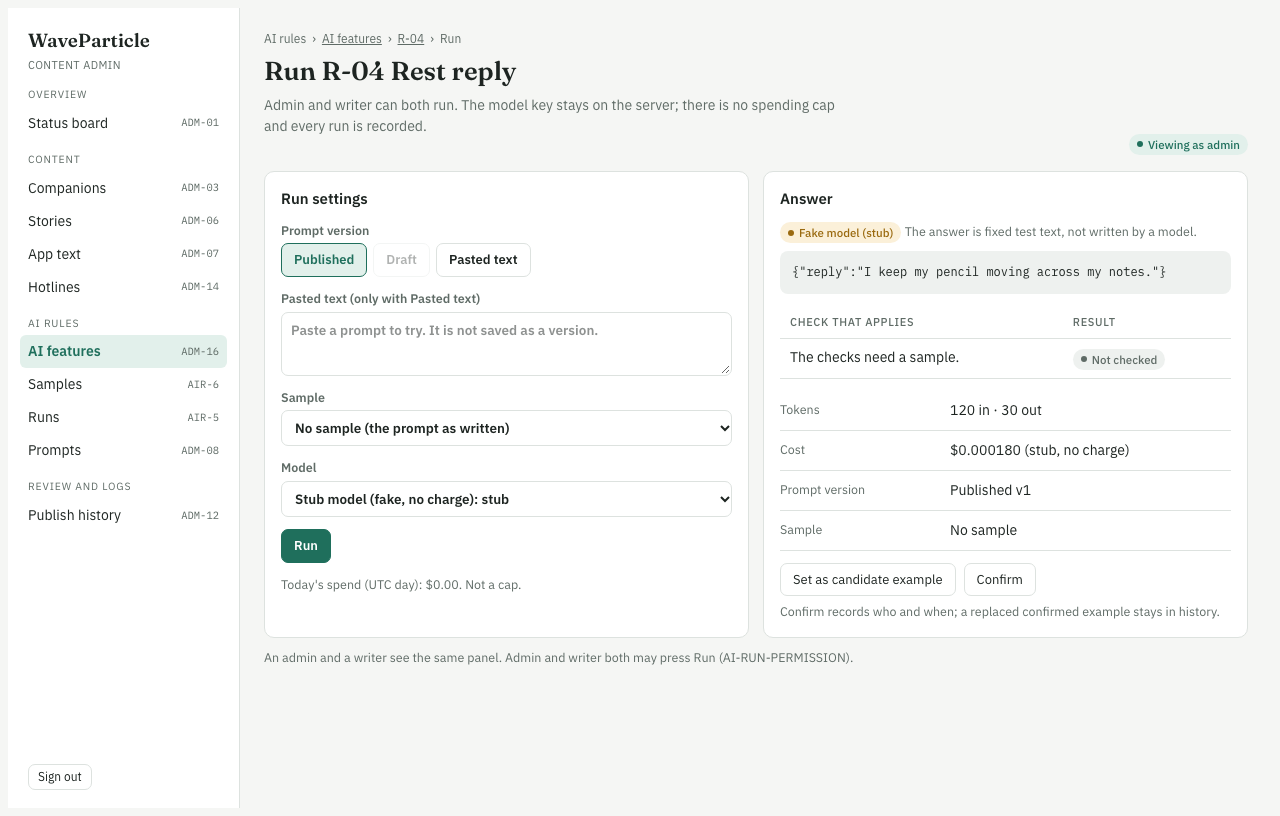 WaveParticle
CONTENT ADMIN
OVERVIEW
Status board ADM-01
CONTENT
Companions ADM-03
Stories ADM-06
App text ADM-07
Hotlines ADM-14
AI RULES
AI features ADM-16
Samples AIR-6
Runs AIR-5
Prompts ADM-08
REVIEW AND LOGS
Publish history ADM-12
Sign out
AI rules › AI features › R-04 › Run
Run R-04 Rest reply
Admin and writer can both run. The model key stays on the server; there is no spending cap
and every run is recorded.
Viewing as admin
Run settings
Prompt version
Published Draft Pasted text
Pasted text (only with Pasted text)
Paste a prompt to try. It is not saved as a version.
Sample
No sample (the prompt as written)
Model
Stub model (fake, no charge): stub
Run
Today's spend (UTC day): $0.00. Not a cap.
Answer
Fake model (stub) The answer is fixed test text, not written by a model.
{"reply":"I keep my pencil moving across my notes."}
CHECK THAT APPLIES RESULT
The checks need a sample. Not checked
Tokens 120 in · 30 out
Cost $0.000180 (stub, no charge)
Prompt version Published v1
Sample No sample
Set as candidate example Confirm
Confirm records who and when; a replaced confirmed example stays in history.
An admin and a writer see the same panel. Admin and writer both may press Run (AI-RUN-PERMISSION).